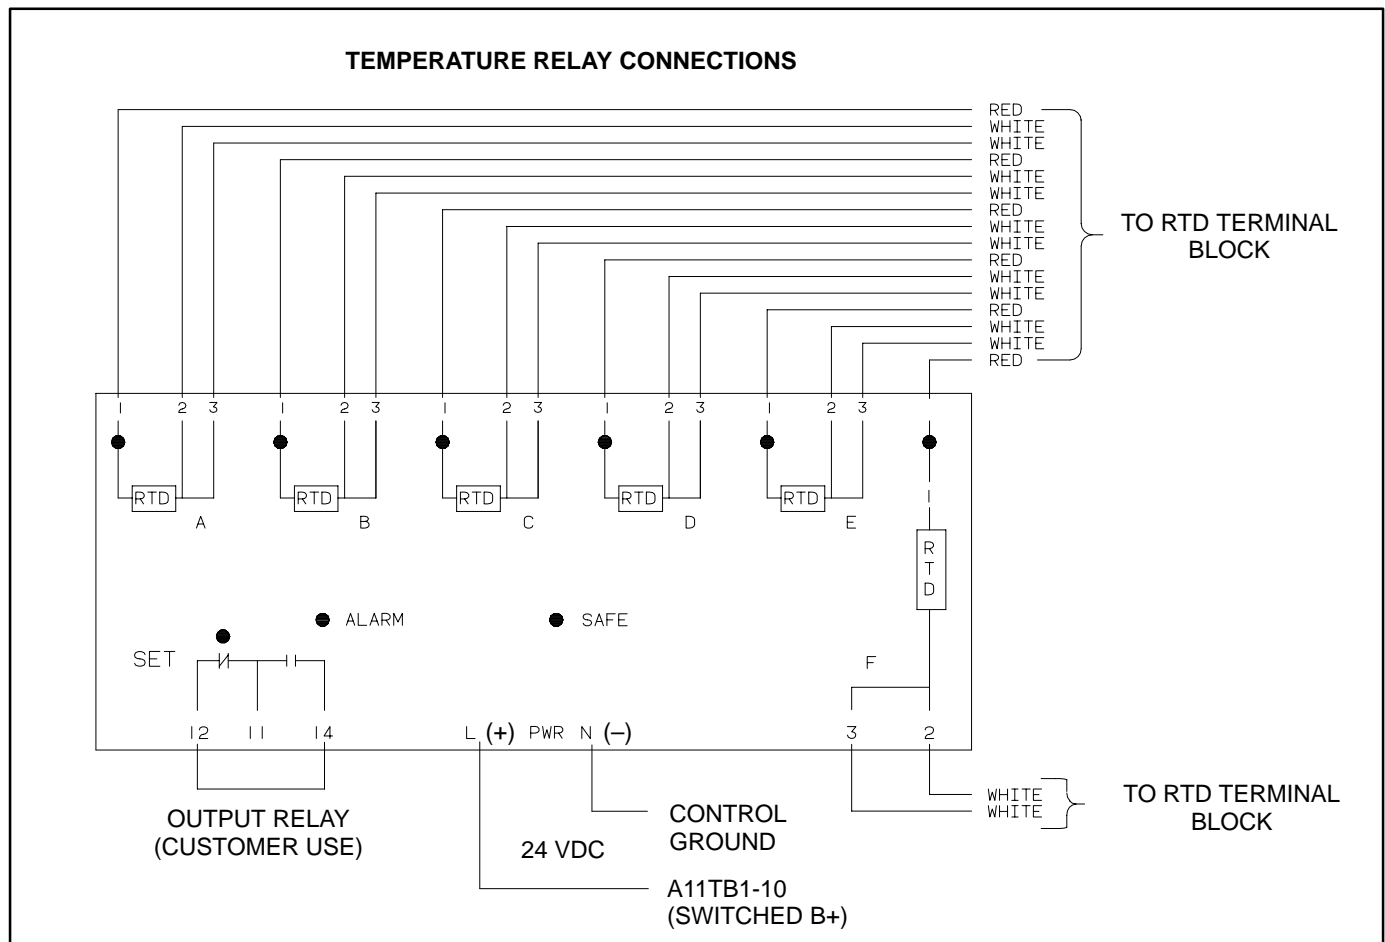 TEMPERATURE RELAY CONNECTIONS
RED
WHITE
WHITE
RED
WHITE
WHITE
RED
WHITE
WHITE
RED
WHITE
WHITE
RED
WHITE
WHITE
RED
TO RTD TERMINAL
BLOCK
1 2 3 1 2 3 1 2 3 1 2 3 1 2 3 1
RTD RTD RTD RTD RTD
A B C D E
1
RTD
ALARM SAFE
SET
F
12 11 14 L (+) PWR N (–) 3 2
WHITE
WHITE
TO RTD TERMINAL
BLOCK
OUTPUT RELAY
(CUSTOMER USE)
24 VDC
CONTROL
GROUND
A11TB1-10
(SWITCHED B+)